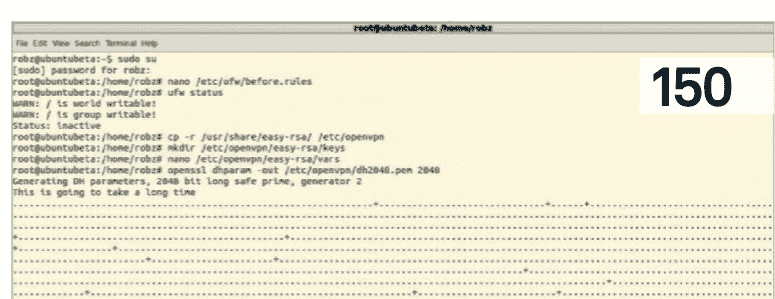 root@ubuntubeta: /home/robz
File Edit View Search Terminal Help
robz@ubuntubeta:~$ sudo su
[sudo] password for robz:
root@ubuntubeta:/home/robz# nano /etc/ufw/before.rules
root@ubuntubeta:/home/robz# ufw status
WARN: / is world writable!
WARN: / is group writable!
Status: inactive
root@ubuntubeta:/home/robz# cp -r /usr/share/easy-rsa/ /etc/openvpn
root@ubuntubeta:/home/robz# mkdir /etc/openvpn/easy-rsa/keys
root@ubuntubeta:/home/robz# nano /etc/openvpn/easy-rsa/vars
root@ubuntubeta:/home/robz# openssl dhparam -out /etc/openvpn/dh2048.pem 2048
Generating DH parameters, 2048 bit long safe prime, generator 2
This is going to take a long time
150